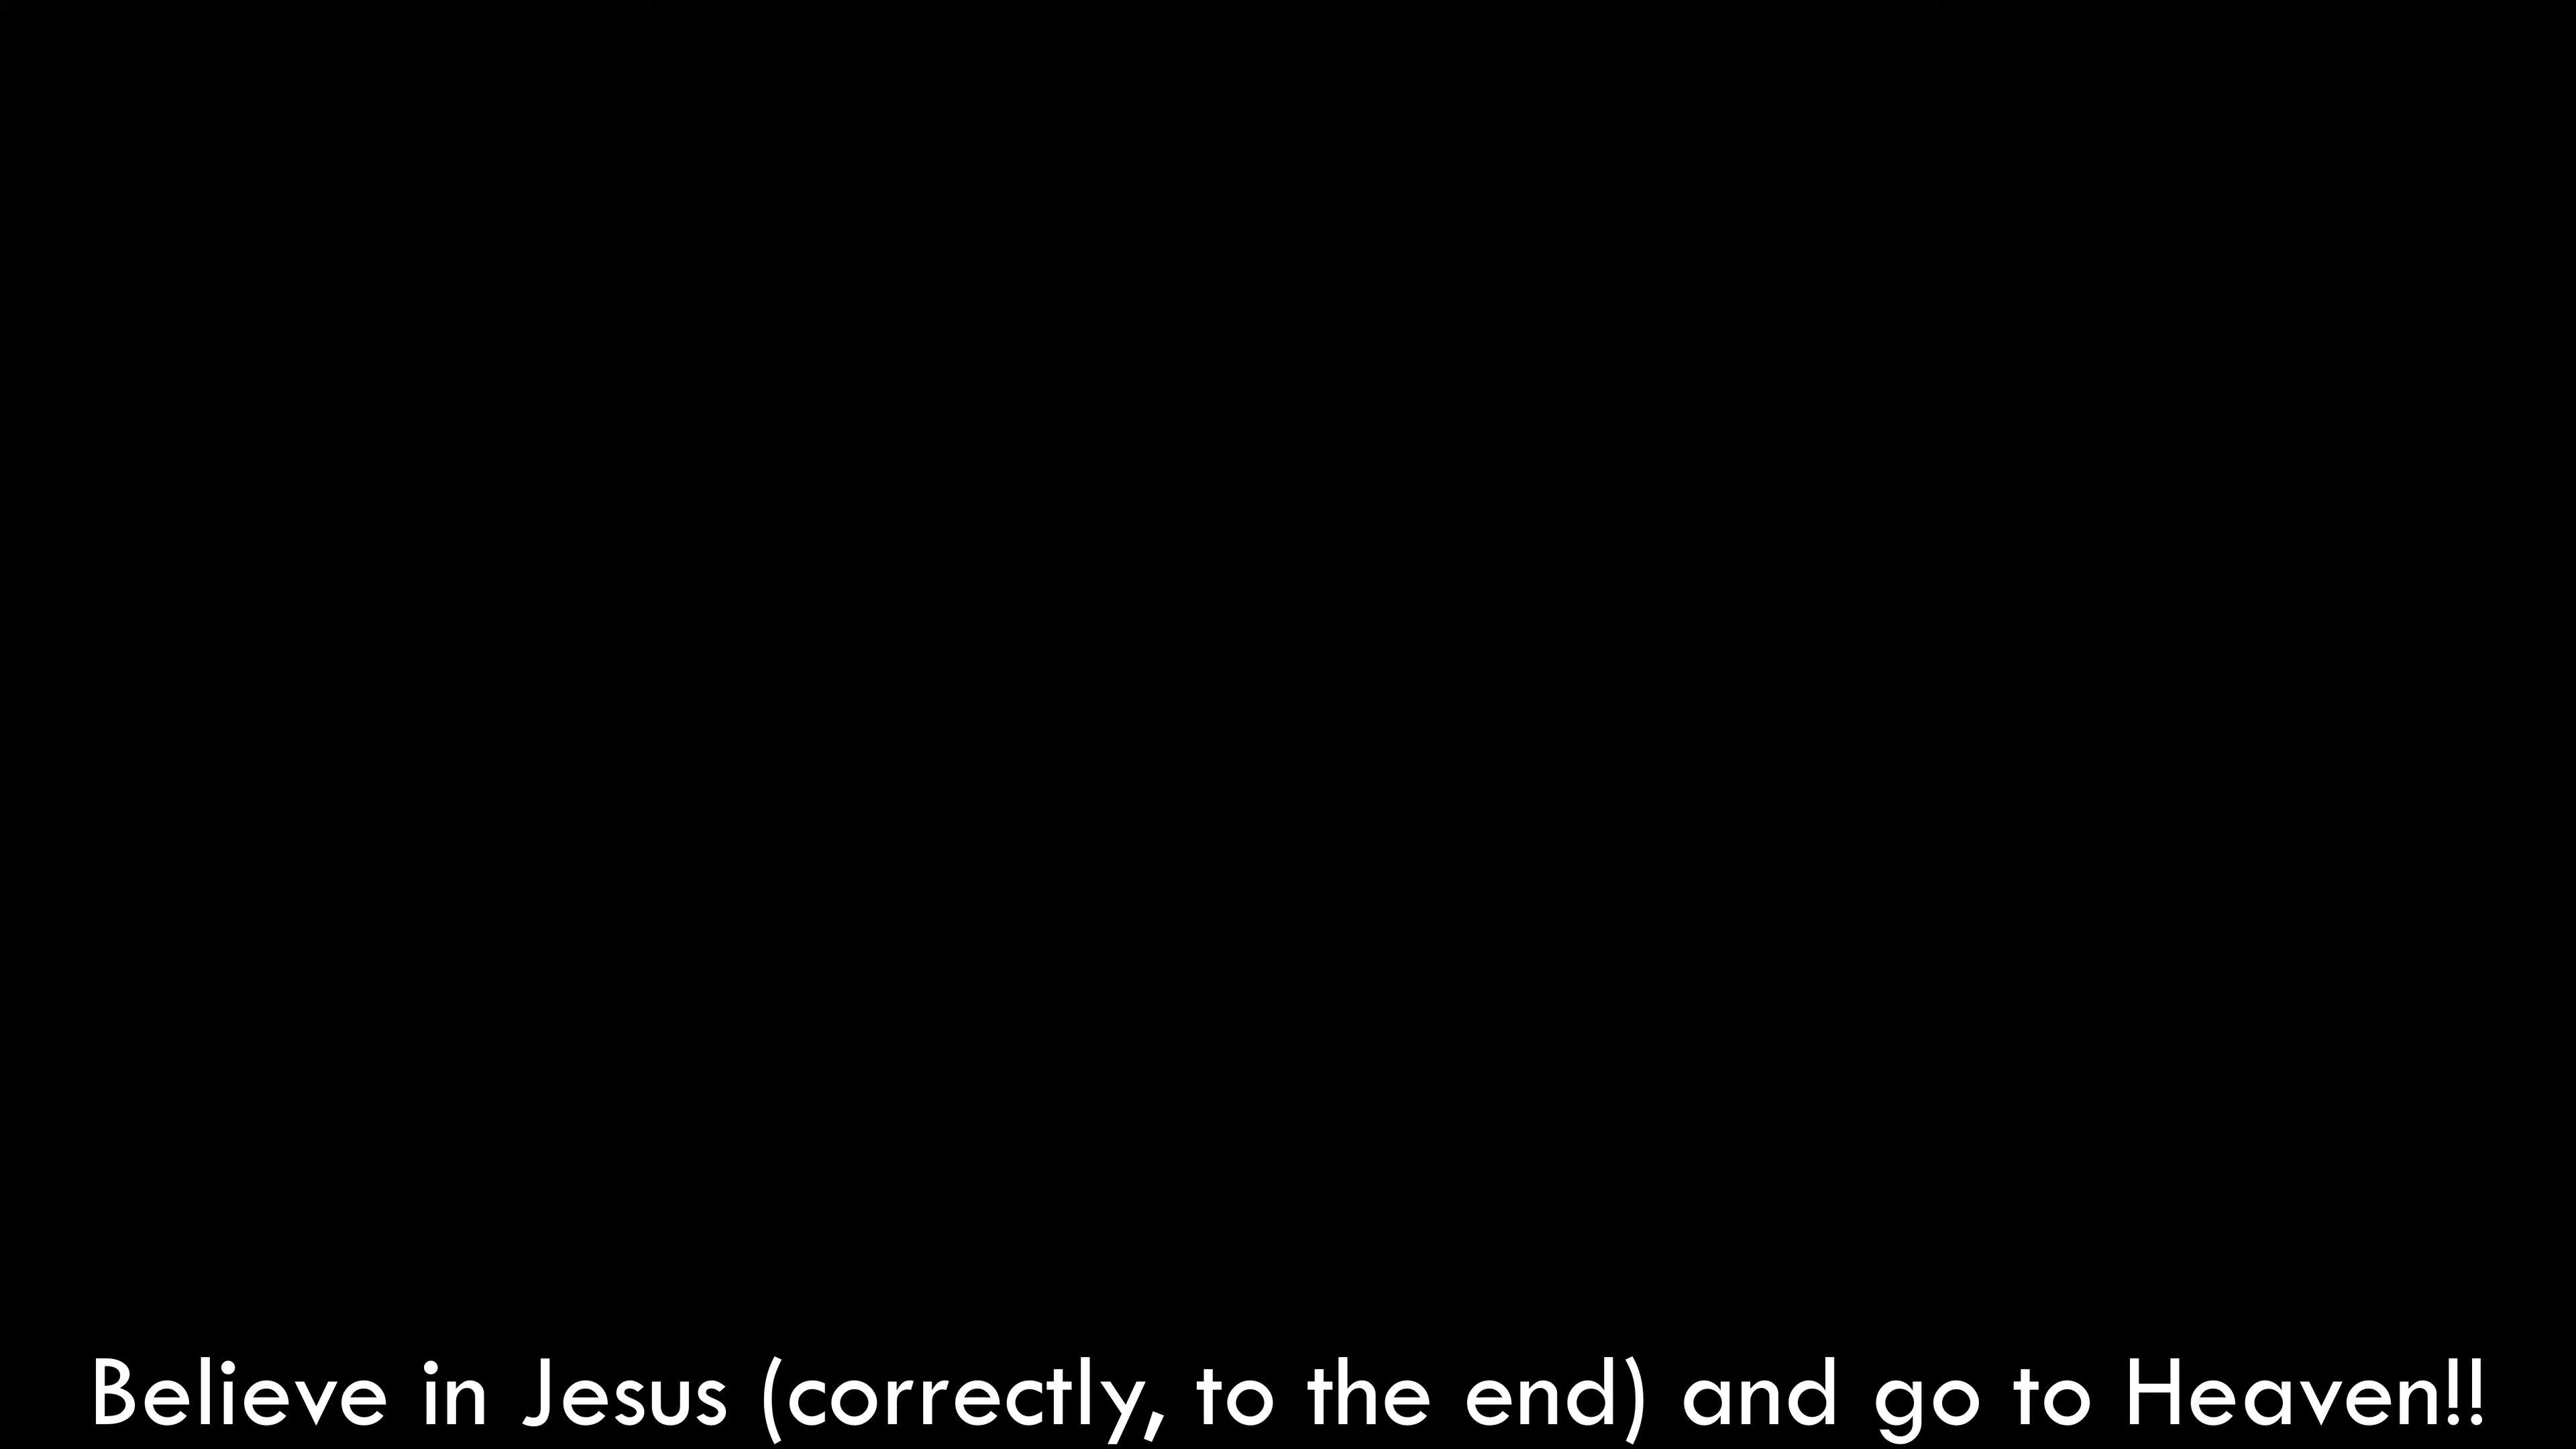 Believe in Jesus (correctly, to the end) and go to Heaven!!